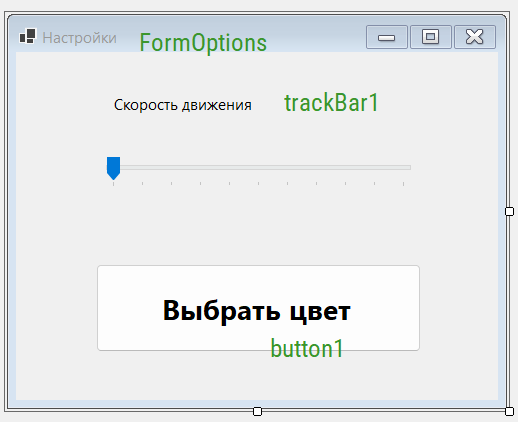 Настройки
FormOptions
Скорость движения
trackBar1
Выбрать цвет
button1